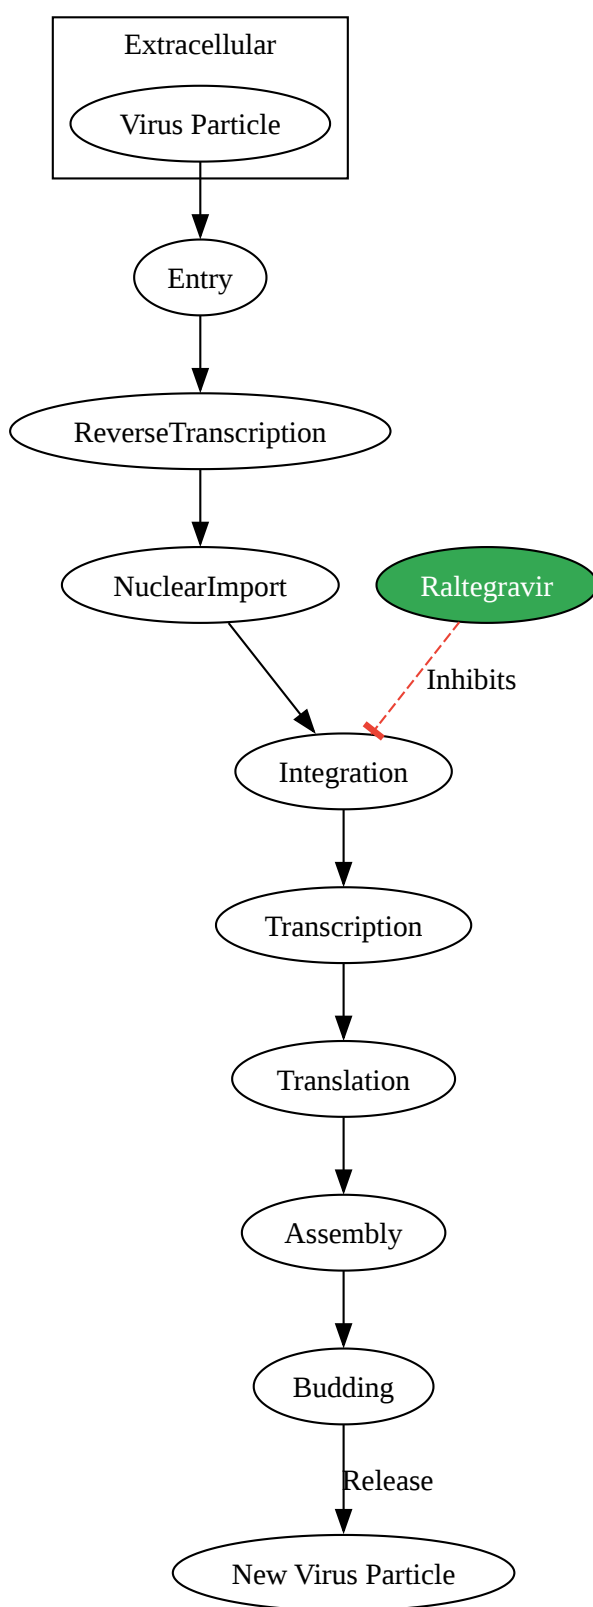 Extracellular
Virus Particle
Entry
ReverseTranscription
NuclearImport
Raltegravir
Inhibits
Integration
Transcription
Translation
Assembly
Budding
Release
New Virus Particle